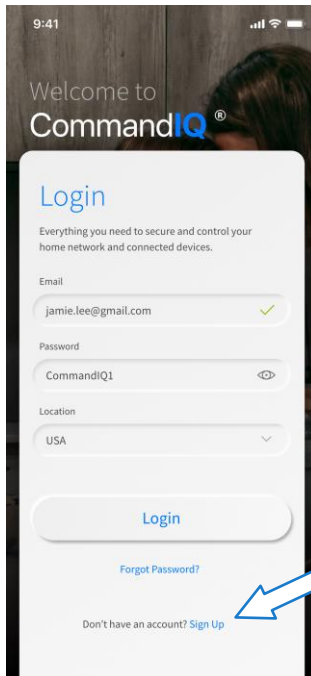 9:41
Welcome to
CommandIQ ®
Login
Everything you need to secure and control your
home network and connected devices.
Email
jamie.lee@gmail.com
Password
CommandIQ1
Location
USA
Login
Forgot Password?
Don't have an account? Sign Up